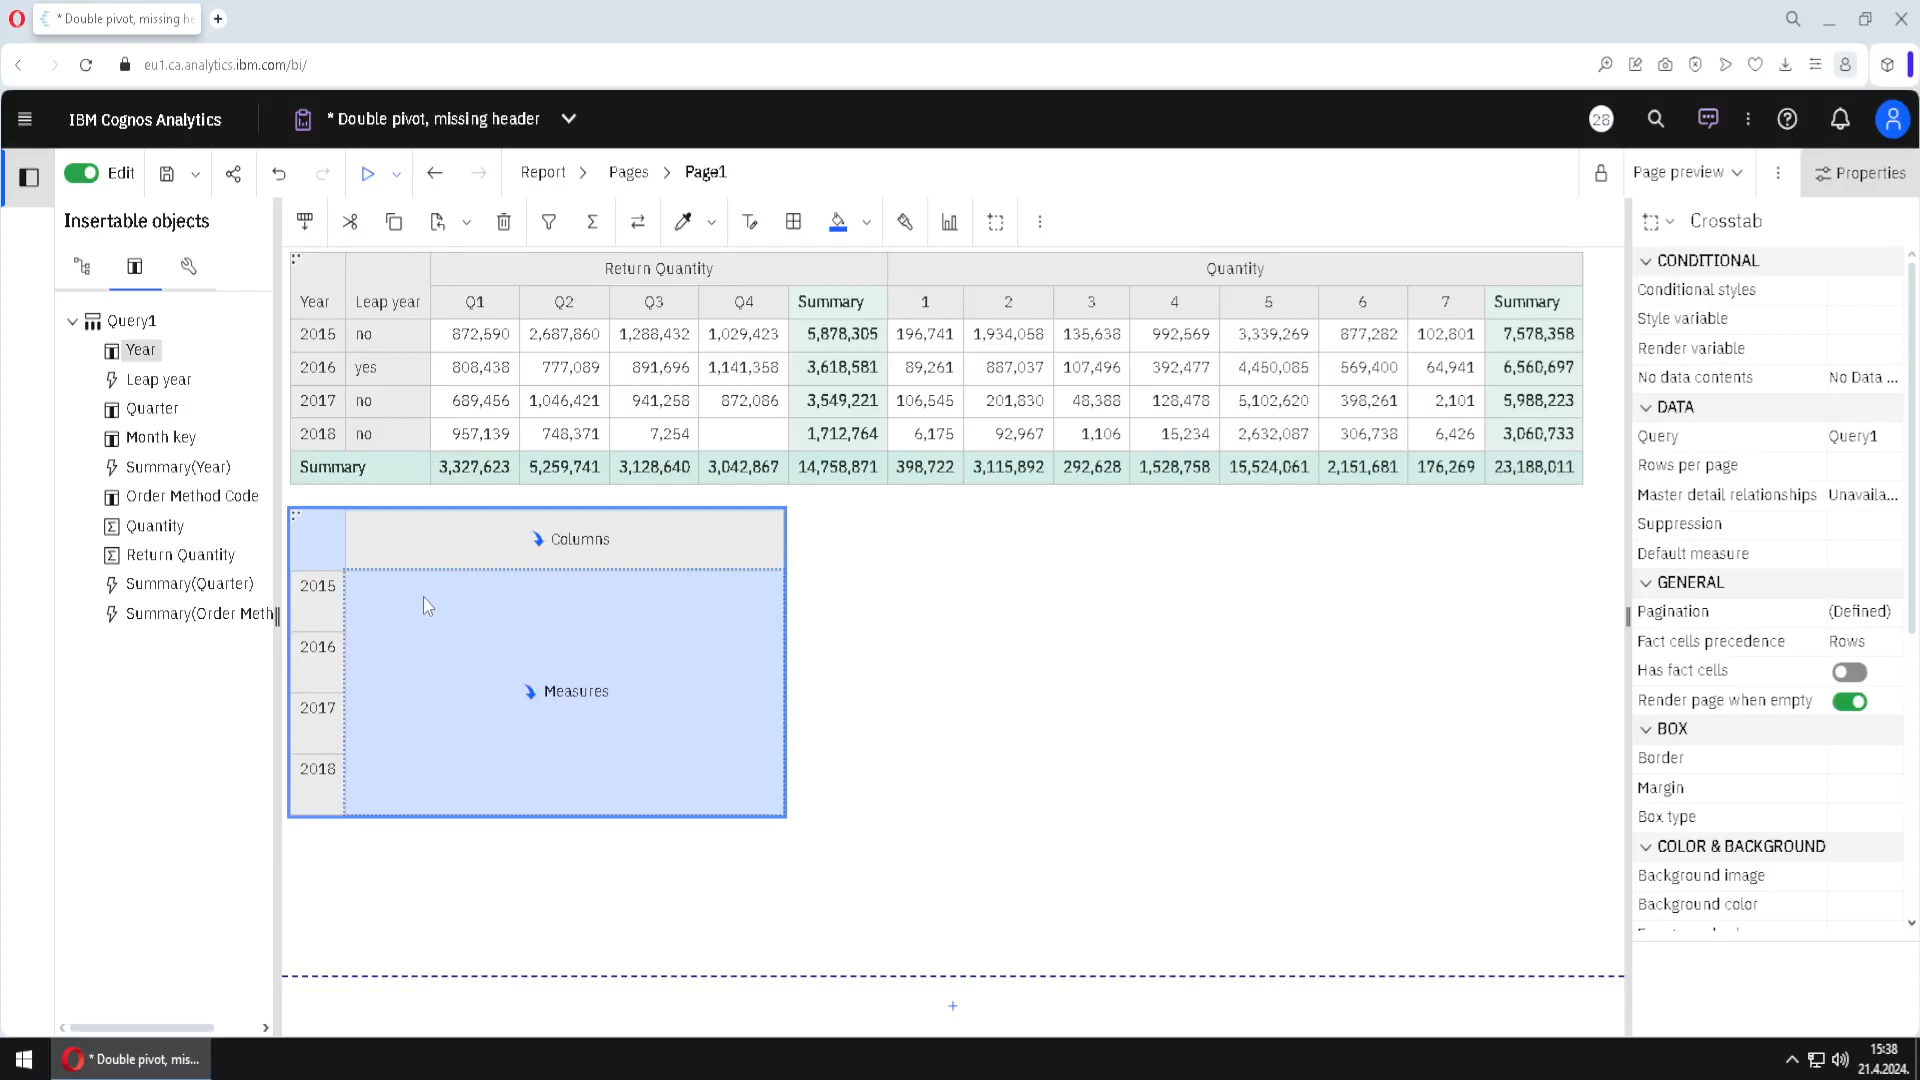 * Double pivot, missing he
eu1.ca.analytics.ibm.com/bi/
IBM Cognos Analytics
* Double pivot, missing header
28
Edit
Report > Pages > Page1
Page preview
Properties
Insertable objects
Query1
Year
Leap year
Quarter
Month key
Summary(Year)
Order Method Code
Quantity
Return Quantity
Summary(Quarter)
Summary(Order Meth
Return Quantity Quantity
Year Leap year Q1 Q2 Q3 Q4 Summary 1 2 3 4 5 6 7 Summary
2015 no 872,590 2,687,860 1,288,432 1,029,423 5,878,305 196,741 1,934,058 135,638 992,569 3,339,269 877,282 102,801 7,578,358
2016 yes 808,438 777,089 891,696 1,141,358 3,618,581 89,261 887,037 107,496 392,477 4,450,085 569,400 64,941 6,560,697
2017 no 689,456 1,046,421 941,258 872,086 3,549,221 106,545 201,830 48,388 128,478 5,102,620 398,261 2,101 5,988,223
2018 no 957,139 748,371 7,254 1,712,764 6,175 92,967 1,106 15,234 2,632,087 306,738 6,426 3,060,733
Summary 3,327,623 5,259,741 3,128,640 3,042,867 14,758,871 398,722 3,115,892 292,628 1,528,758 15,524,061 2,151,681 176,269 23,188,011
Columns
2015
2016
Measures
2017
2018
Crosstab
CONDITIONAL
Conditional styles
Style variable
Render variable
No data contents No Data ...
DATA
Query Query1
Rows per page
Master detail relationships Unavaila...
Suppression
Default measure
GENERAL
Pagination (Defined)
Fact cells precedence Rows
Has fact cells
Render page when empty
BOX
Border
Margin
Box type
COLOR & BACKGROUND
Background image
Background color
* Double pivot, mis...
15:38
21.4.2024.